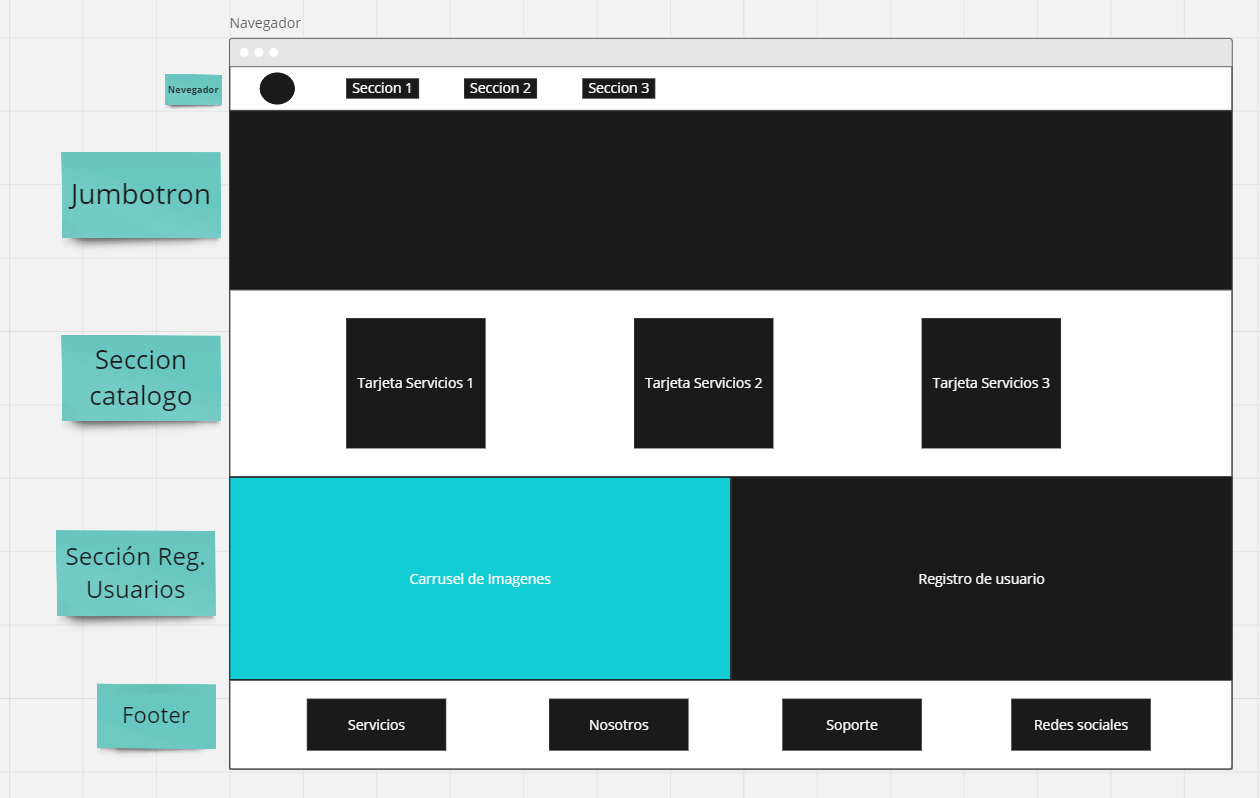 Navegador
Nevegador
Seccion 1
Seccion 2
Seccion 3
Jumbotron
Seccion
catalogo
Tarjeta Servicios 1
Tarjeta Servicios 2
Tarjeta Servicios 3
Sección Reg.
Usuarios
Carrusel de Imagenes
Registro de usuario
Footer
Servicios
Nosotros
Soporte
Redes sociales